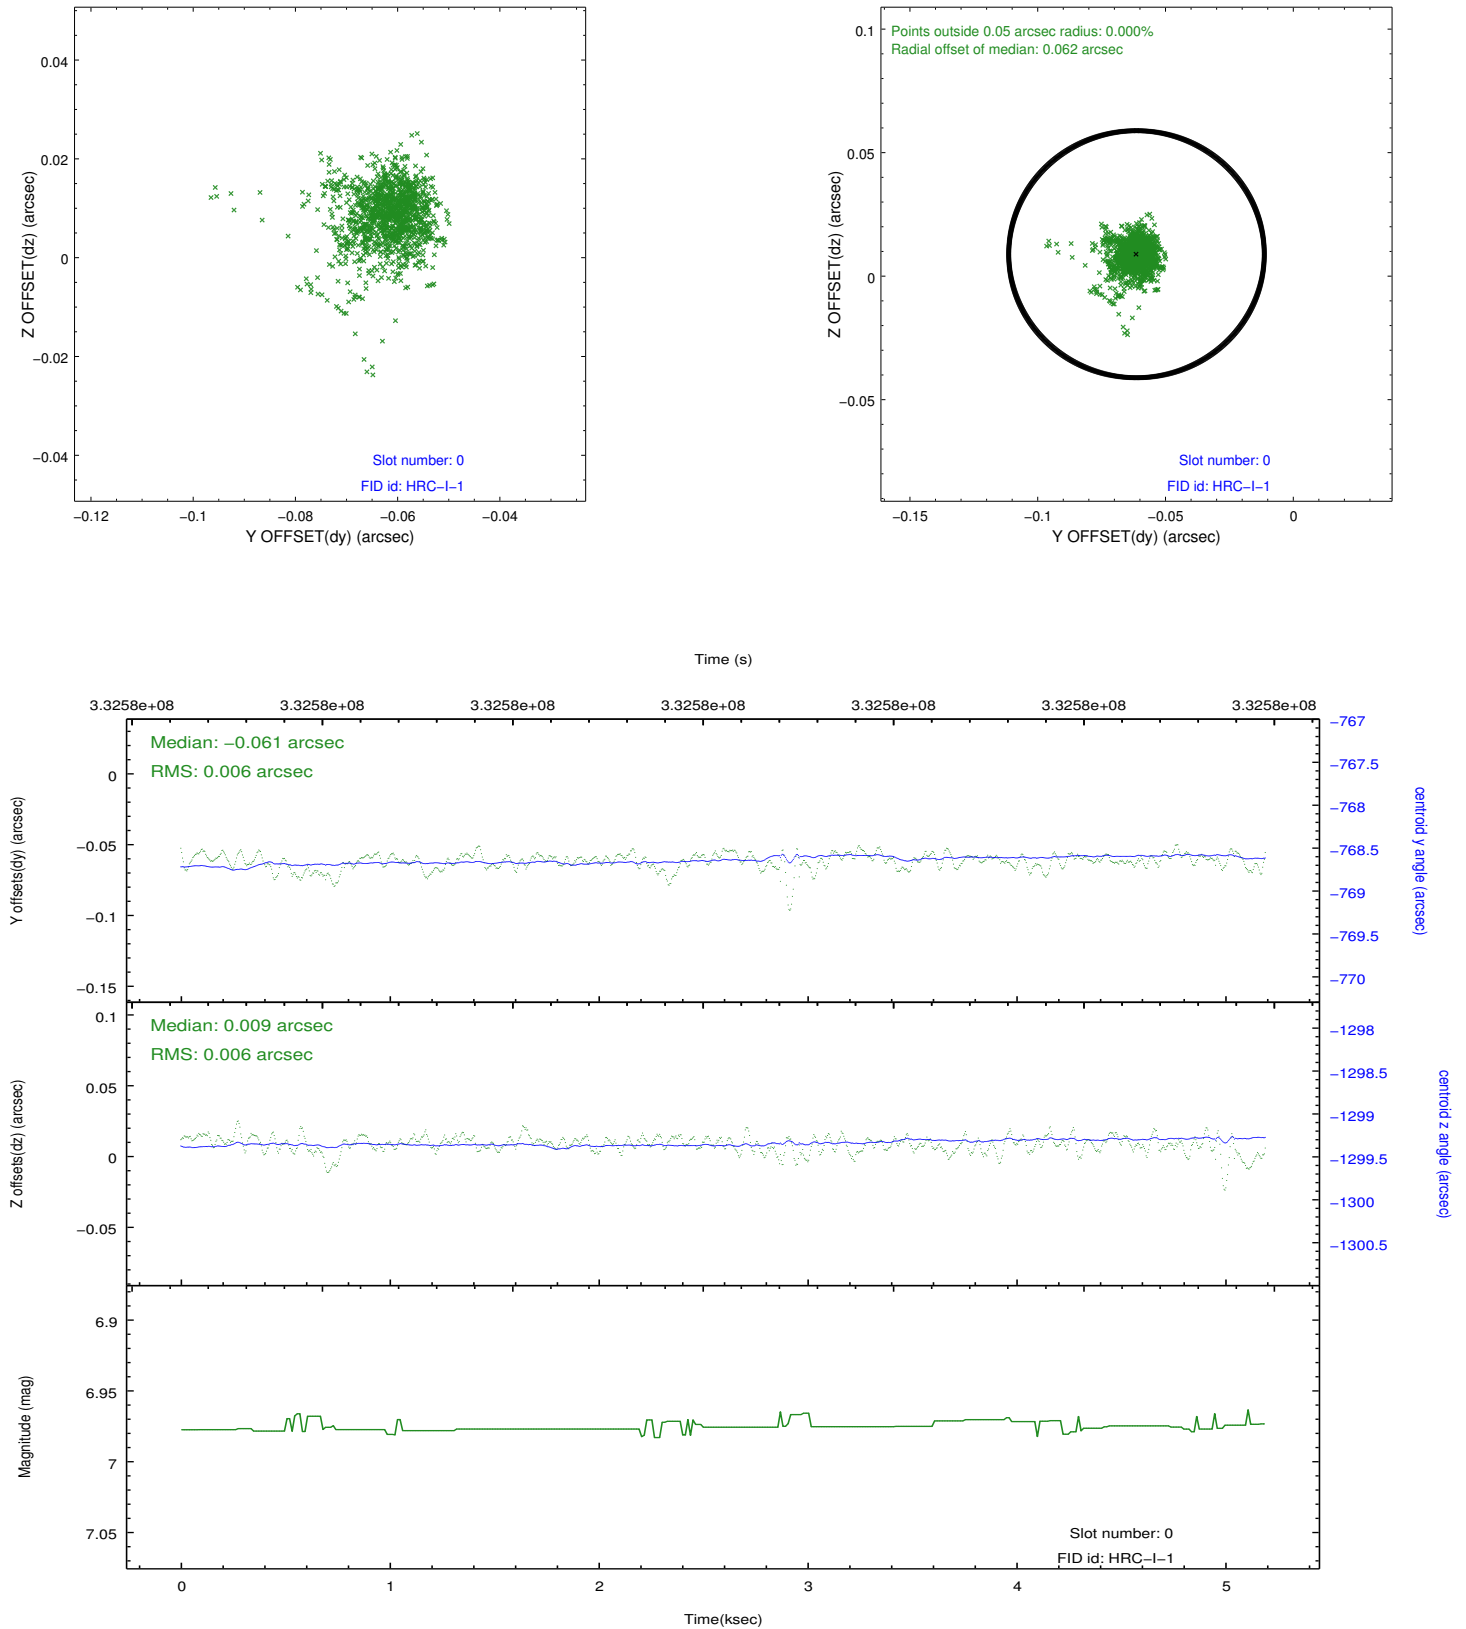 0.04
0.02
0
−0.02
−0.04
Z OFFSET(dz) (arcsec)
Slot number: 0
FID id: HRC−I−1
−0.12 −0.1 −0.08 −0.06 −0.04
Y OFFSET(dy) (arcsec)
Points outside 0.05 arcsec radius: 0.000%
Radial offset of median: 0.062 arcsec
0.1
0.05
0
−0.05
Z OFFSET(dz) (arcsec)
Slot number: 0
FID id: HRC−I−1
−0.15 −0.1 −0.05 0
Y OFFSET(dy) (arcsec)
Time (s)
3.3258e+08 3.3258e+08 3.3258e+08 3.3258e+08 3.3258e+08 3.3258e+08 3.3258e+08
Median: −0.061 arcsec
RMS: 0.006 arcsec
0
−0.05
−0.1
−0.15
Y offsets(dy) (arcsec)
−767
−767.5
−768
−768.5
−769
−769.5
−770
centroid y angle (arcsec)
Median: 0.009 arcsec
RMS: 0.006 arcsec
0.1
0.05
0
−0.05
Z offsets(dz) (arcsec)
−1298
−1298.5
−1299
−1299.5
−1300
−1300.5
centroid z angle (arcsec)
6.9
6.95
7
7.05
Magnitude (mag)
Slot number: 0
FID id: HRC−I−1
0 1 2 3 4 5
Time(ksec)